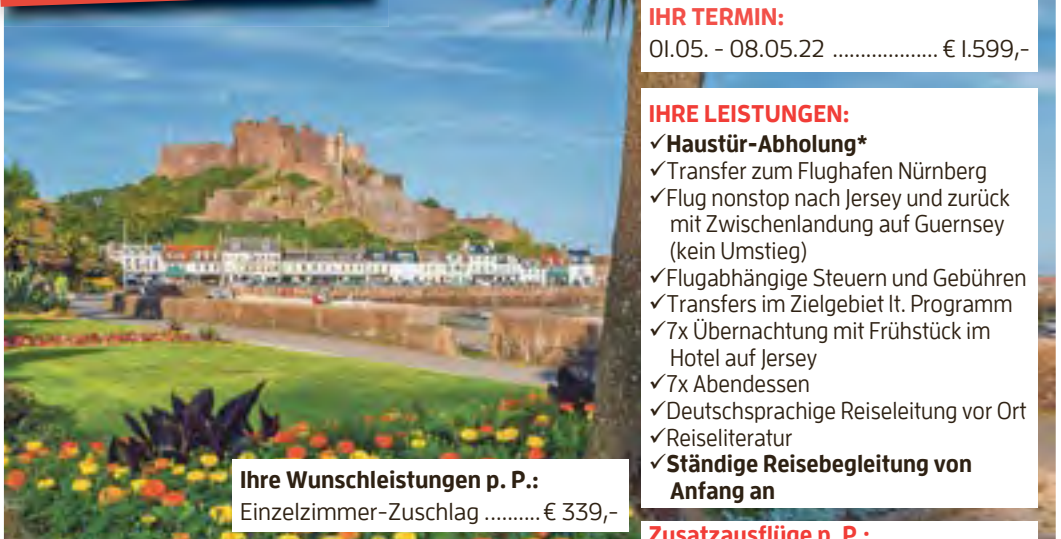 IHR TERMIN:
01.05. - 08.05.22 ................... € 1.599,-
IHRE LEISTUNGEN:
✓Haustür-Abholung*
✓Transfer zum Flughafen Nürnberg
✓Flug nonstop nach Jersey und zurück
mit Zwischenlandung auf Guernsey
(kein Umstieg)
✓Flugabhängige Steuern und Gebühren
✓Transfers im Zielgebiet lt. Programm
✓7x Übernachtung mit Frühstück im
Hotel auf Jersey
✓7x Abendessen
✓Deutschsprachige Reiseleitung vor Ort
✓Reiseliteratur
✓Ständige Reisebegleitung von
Anfang an
Ihre Wunschleistungen p. P.:
Einzelzimmer-Zuschlag .......... € 339,-
Zusatzausflüge p. P.: